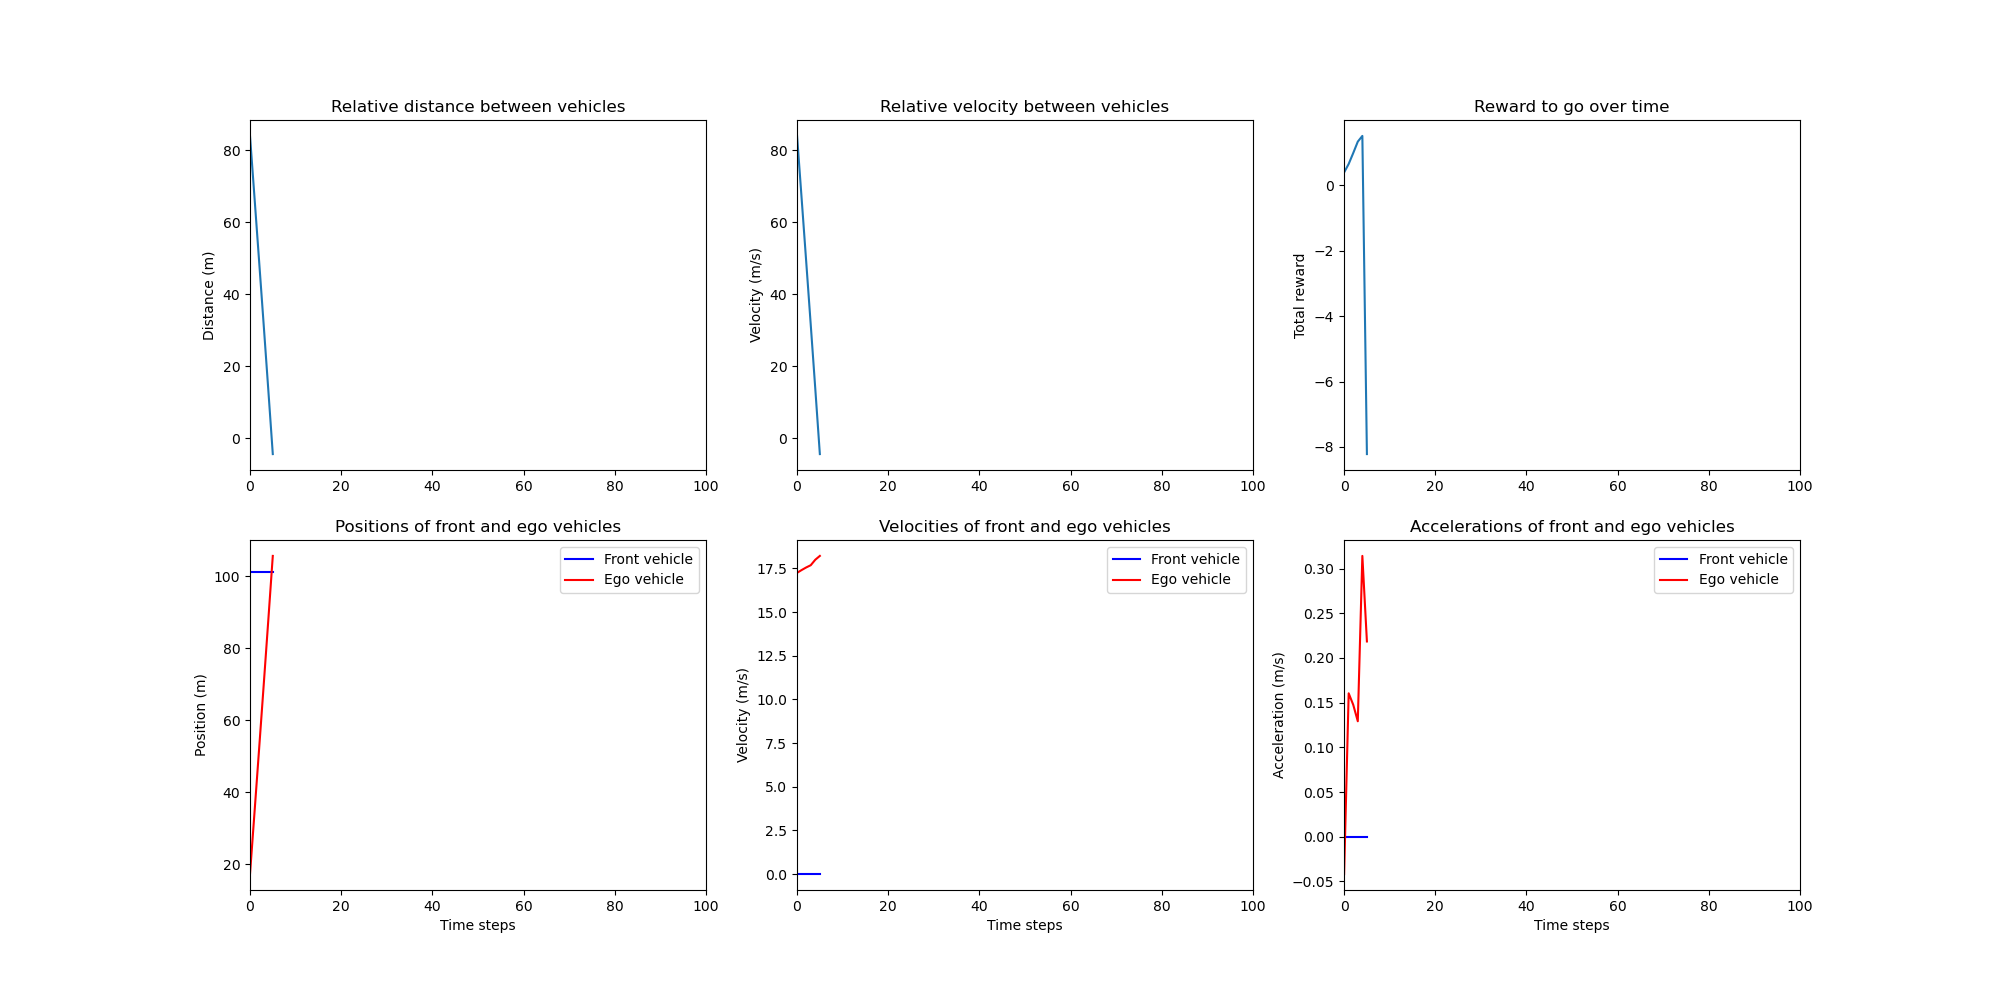 Relative distance between vehicles
Distance (m)
80
60
40
20
0
0 20 40 60 80 100
Relative velocity between vehicles
Velocity (m/s)
80
60
40
20
0
0 20 40 60 80 100
Reward to go over time
Total reward
0
−2
−4
−6
−8
0 20 40 60 80 100
Positions of front and ego vehicles
Front vehicle
Ego vehicle
Position (m)
100
80
60
40
20
0 20 40 60 80 100
Time steps
Velocities of front and ego vehicles
Front vehicle
Ego vehicle
Velocity (m/s)
17.5
15.0
12.5
10.0
7.5
5.0
2.5
0.0
0 20 40 60 80 100
Time steps
Accelerations of front and ego vehicles
Front vehicle
Ego vehicle
Acceleration (m/s)
0.30
0.25
0.20
0.15
0.10
0.05
0.00
−0.05
0 20 40 60 80 100
Time steps